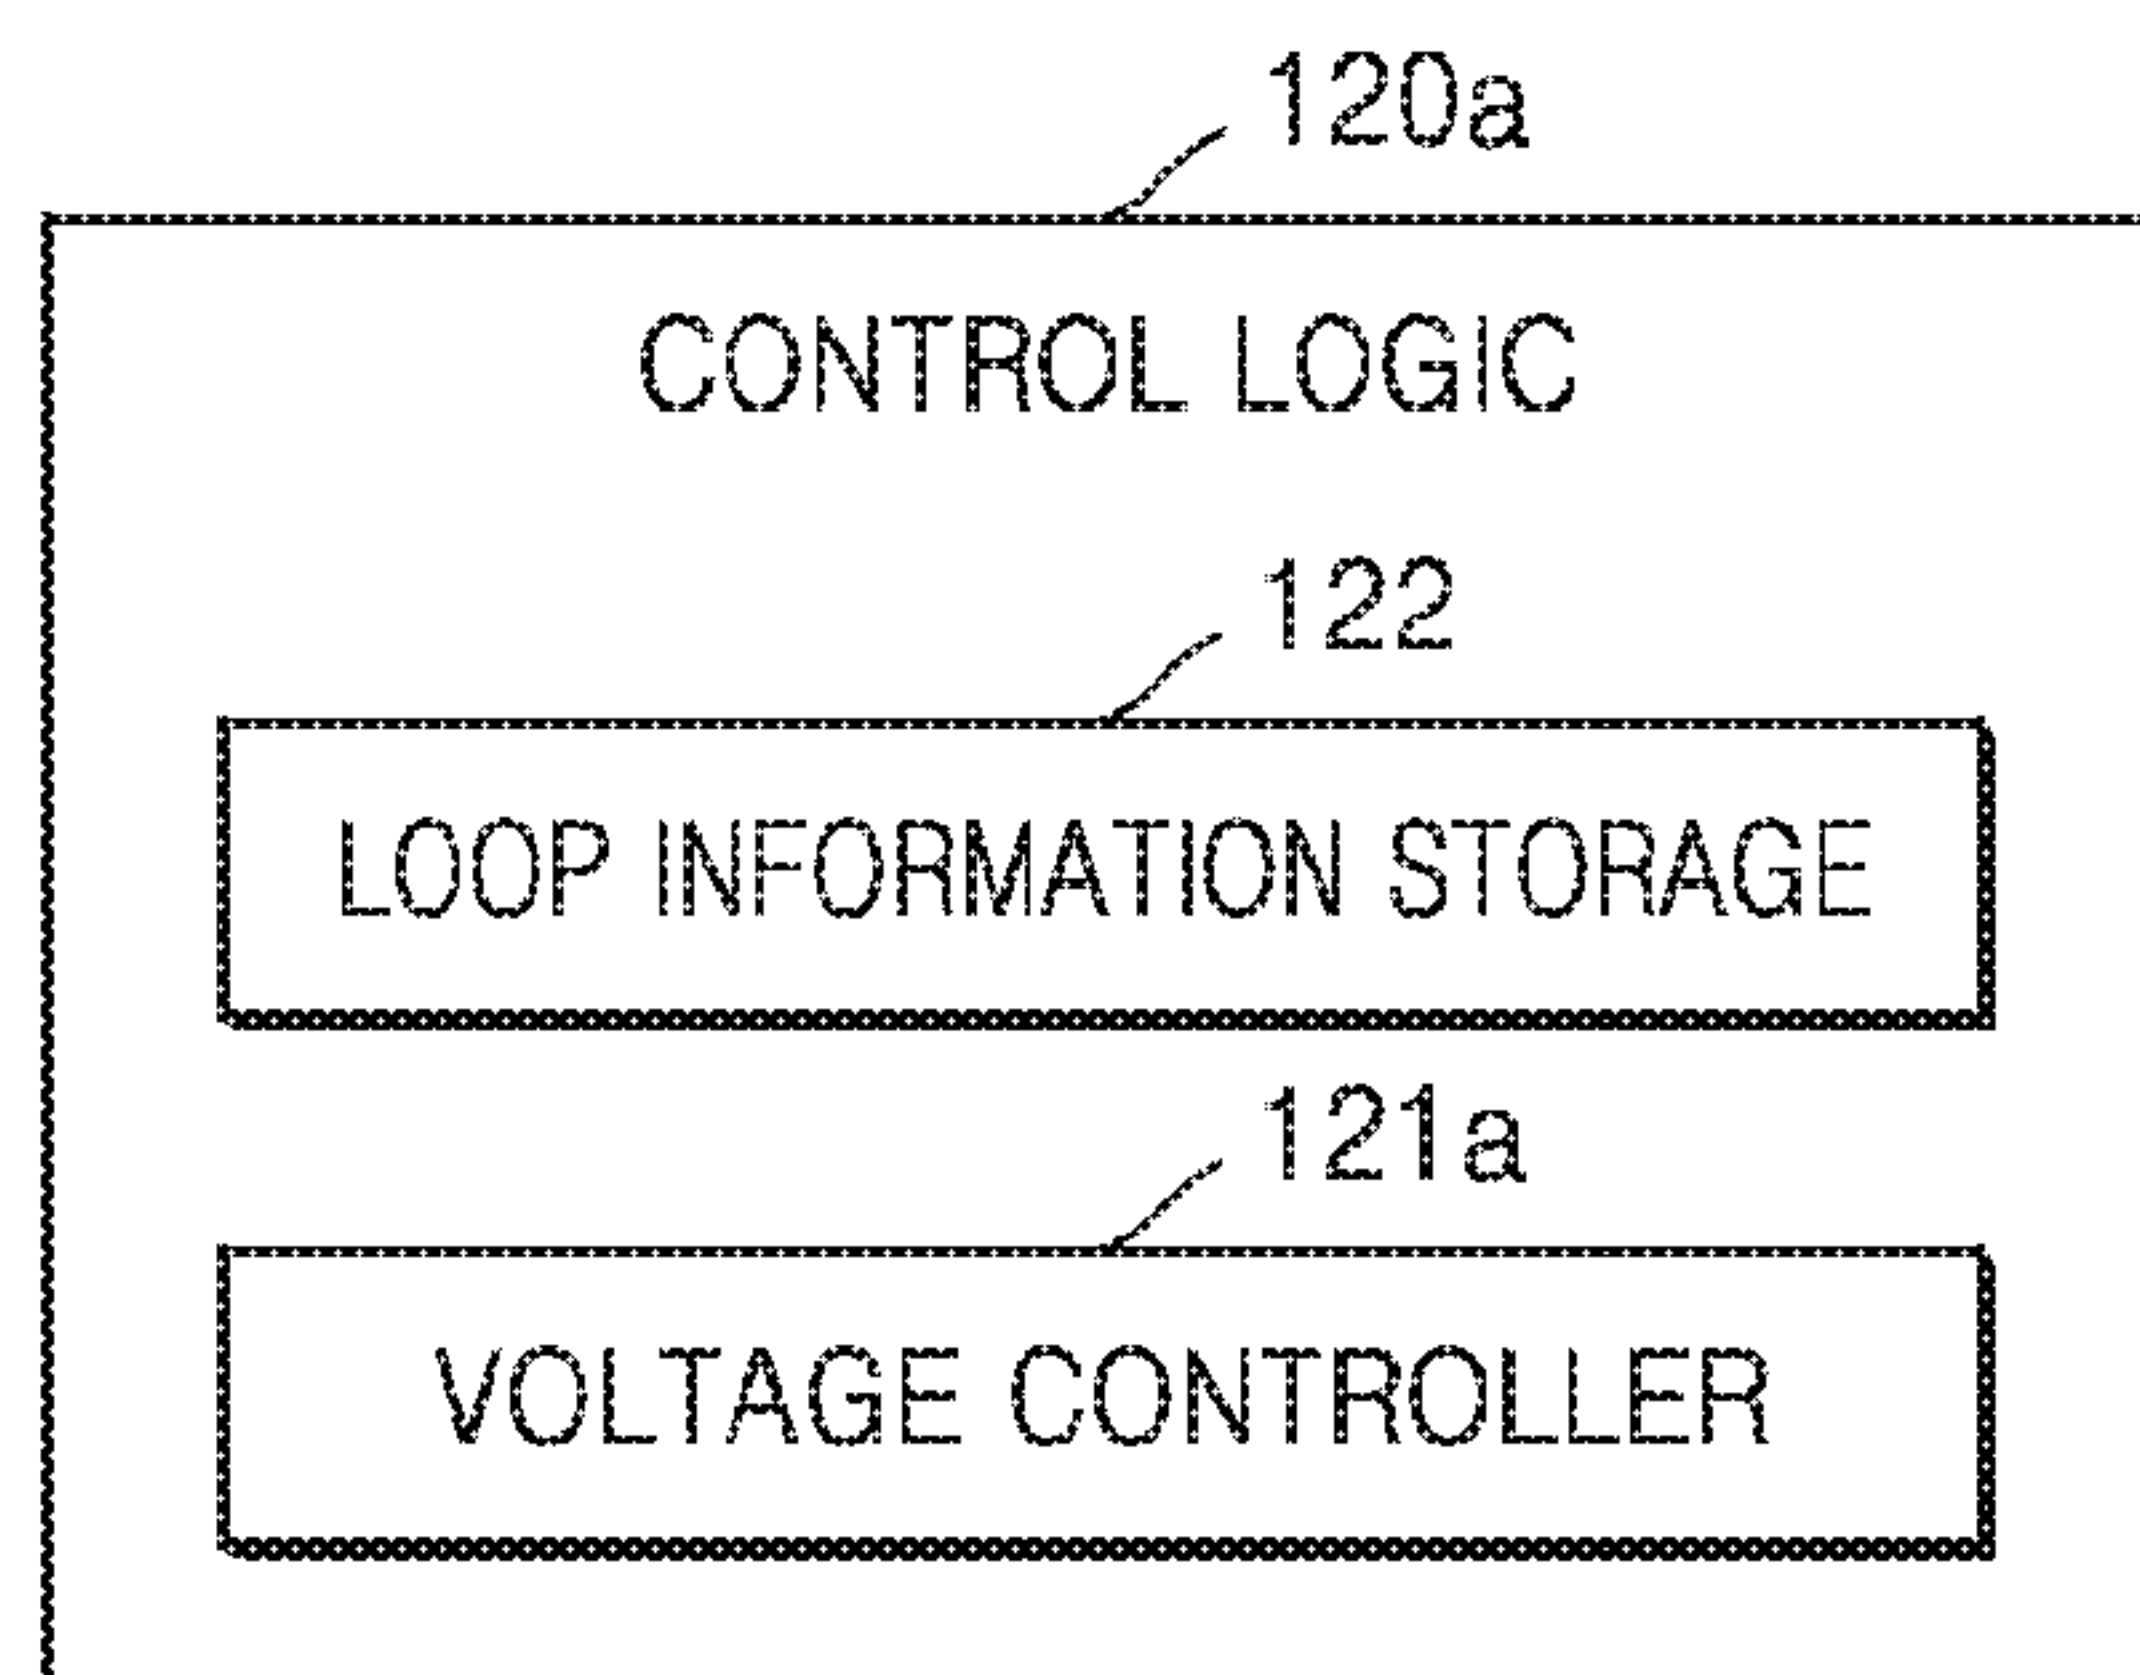 120a
CONTROL LOGIC
122
LOOP INFORMATION STORAGE
121a
VOLTAGE CONTROLLER